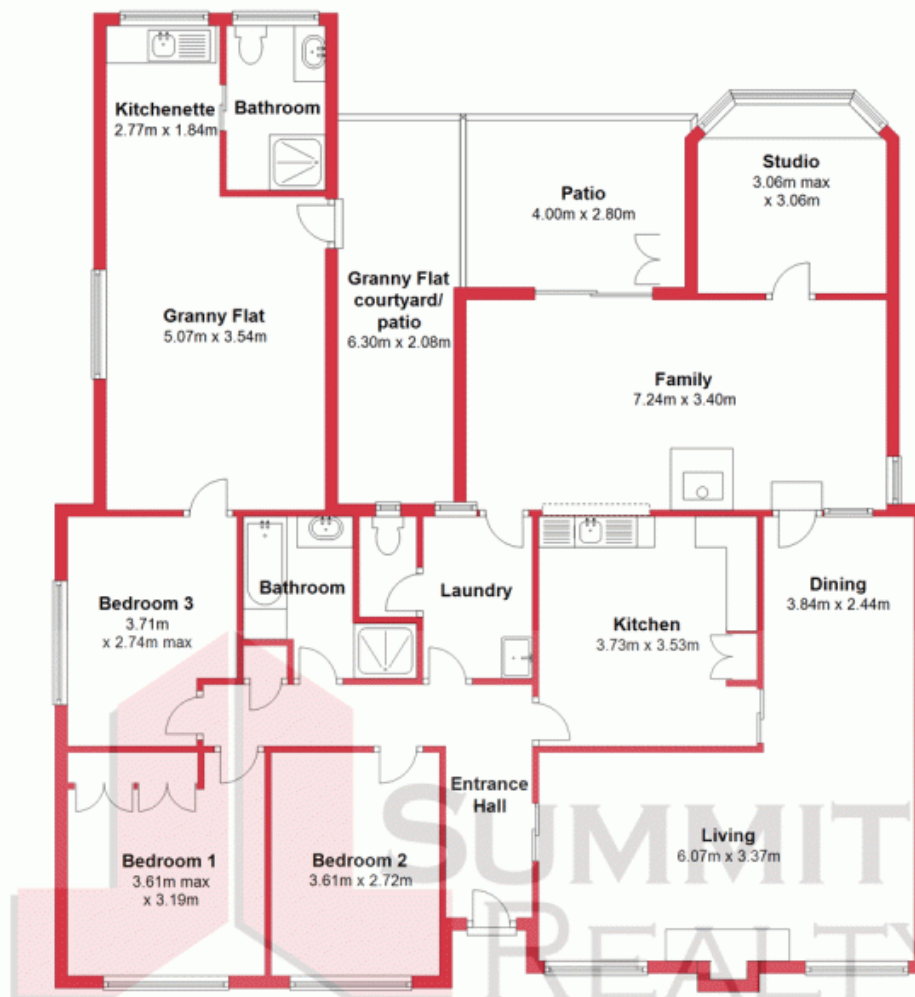 Kitchenette
2.77m x 1.84m
Bathroom
Studio
3.06m max
x 3.06m
Patio
4.00m x 2.80m
Granny Flat
courtyard/
patio
6.30m x 2.08m
Granny Flat
5.07m x 3.54m
Family
7.24m x 3.40m
Bedroom 3
3.71m
x 2.74m max
Bathroom
Laundry
Kitchen
3.73m x 3.53m
Dining
3.84m x 2.44m
Entrance
Hall
Living
6.07m x 3.37m
Bedroom 1
3.61m max
x 3.19m
Bedroom 2
3.61m x 2.72m
SUMMIT
REALTY